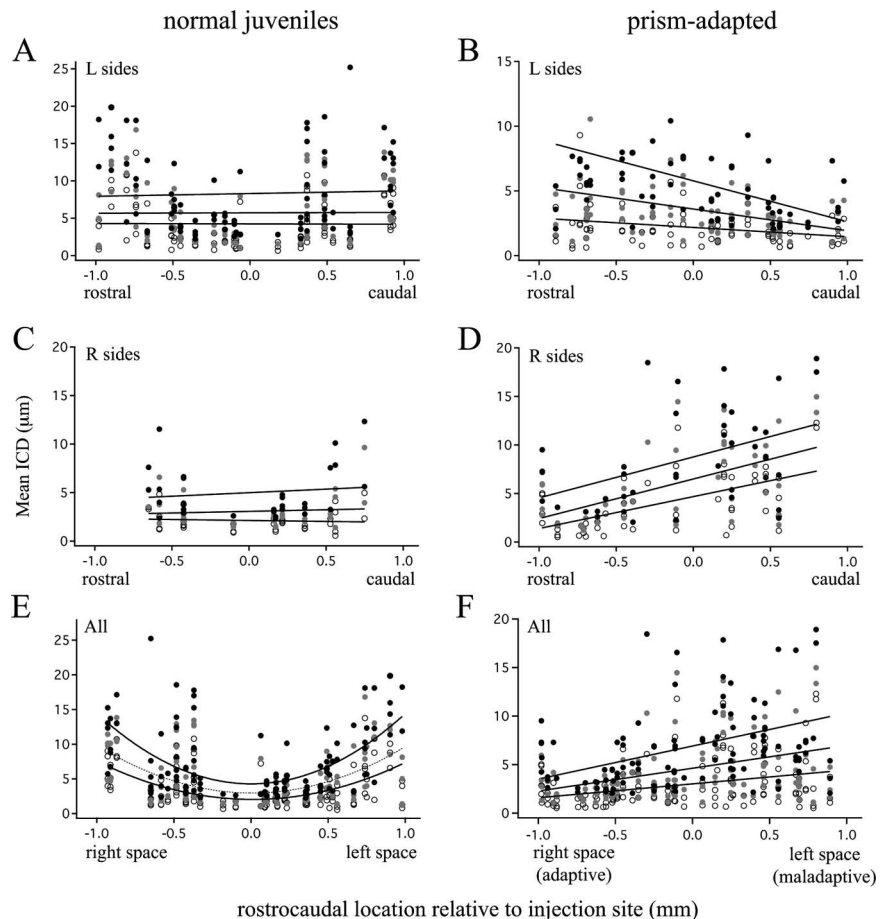 normal juveniles
prism-adapted
A
L sides
25
20
15
10
5
0
-1.0 -0.5 0.0 0.5 1.0
rostral caudal
B
L sides
15
10
5
0
-1.0 -0.5 0.0 0.5 1.0
rostral caudal
C
R sides
Mean ICD (μm)
20
15
10
5
0
-1.0 -0.5 0.0 0.5 1.0
rostral caudal
D
R sides
20
15
10
5
0
-1.0 -0.5 0.0 0.5 1.0
rostral caudal
E
All
25
20
15
10
5
0
-1.0 -0.5 0.0 0.5 1.0
right space left space
F
All
20
15
10
5
0
-1.0 -0.5 0.0 0.5 1.0
right space left space
(adaptive) (maladaptive)
rostrocaudal location relative to injection site (mm)